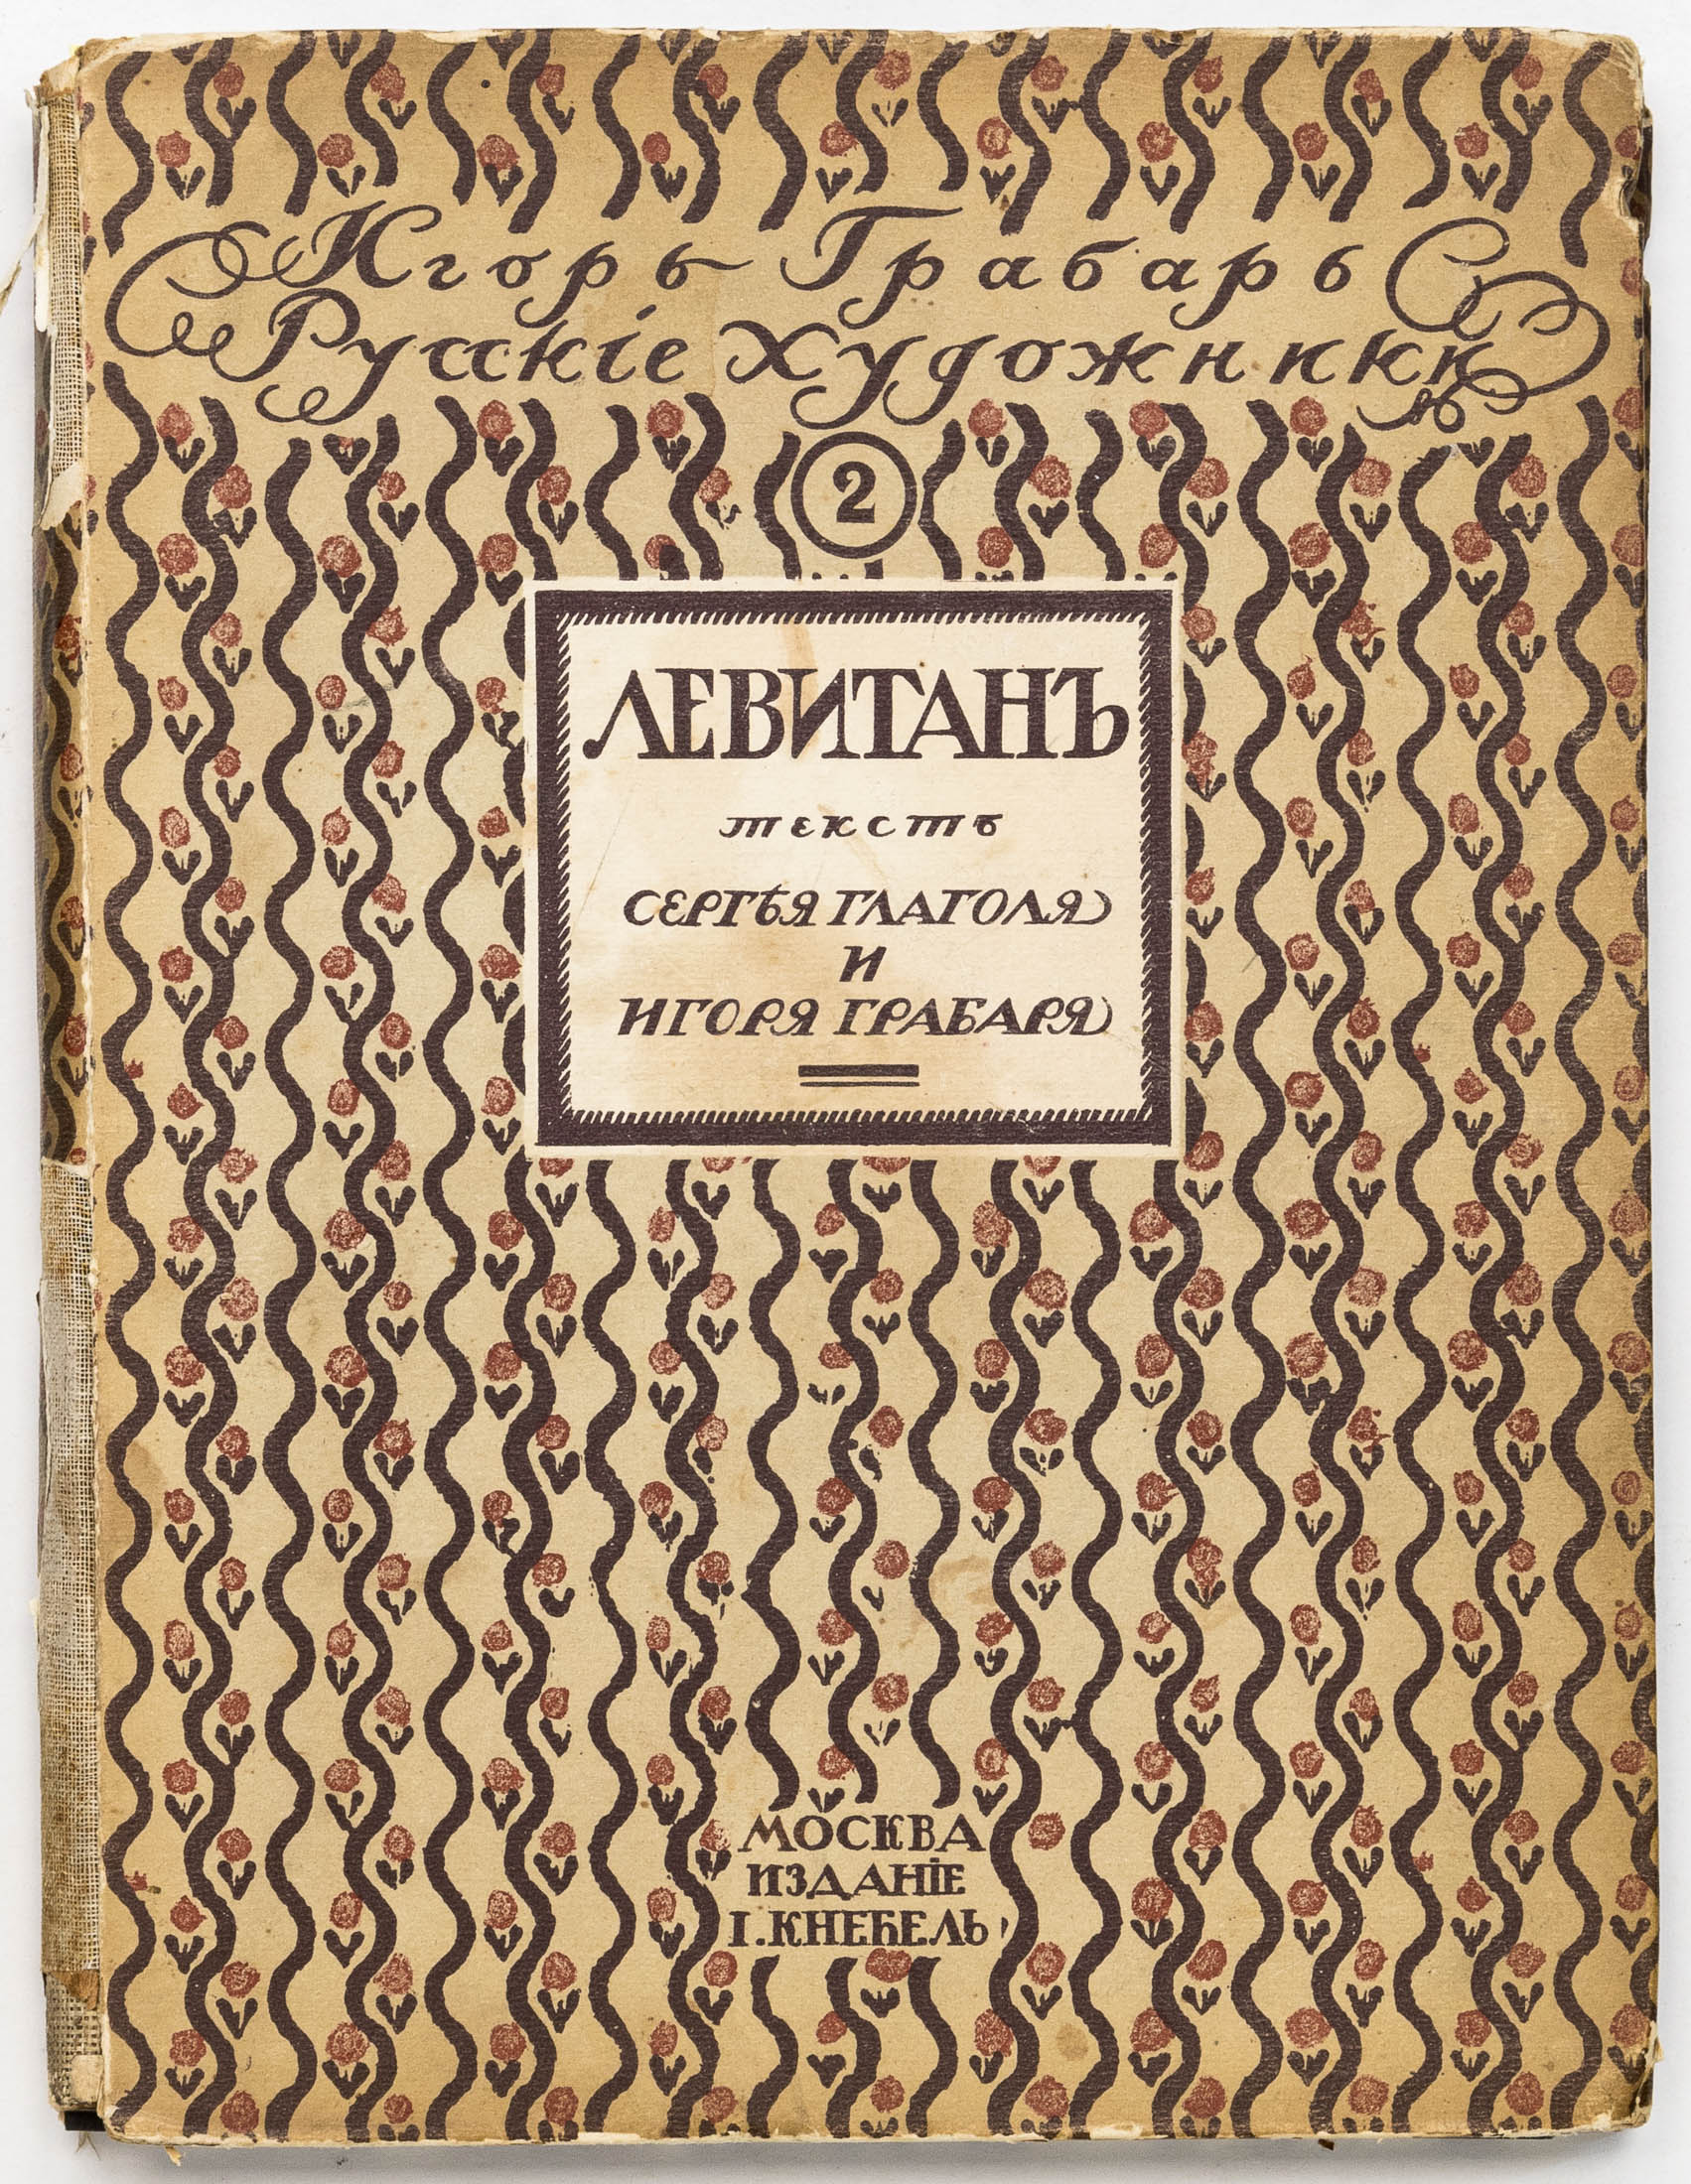 Игорь Грабарь
Русскіе Художники
2
ЛЕВИТАНЪ
текстъ
СЕРГѢЯ ГЛАГОЛЯ
И
ИГОРЯ ГРАБАРЯ
МОСКВА
ИЗДАНІЕ
І. КНЕБЕЛЬ